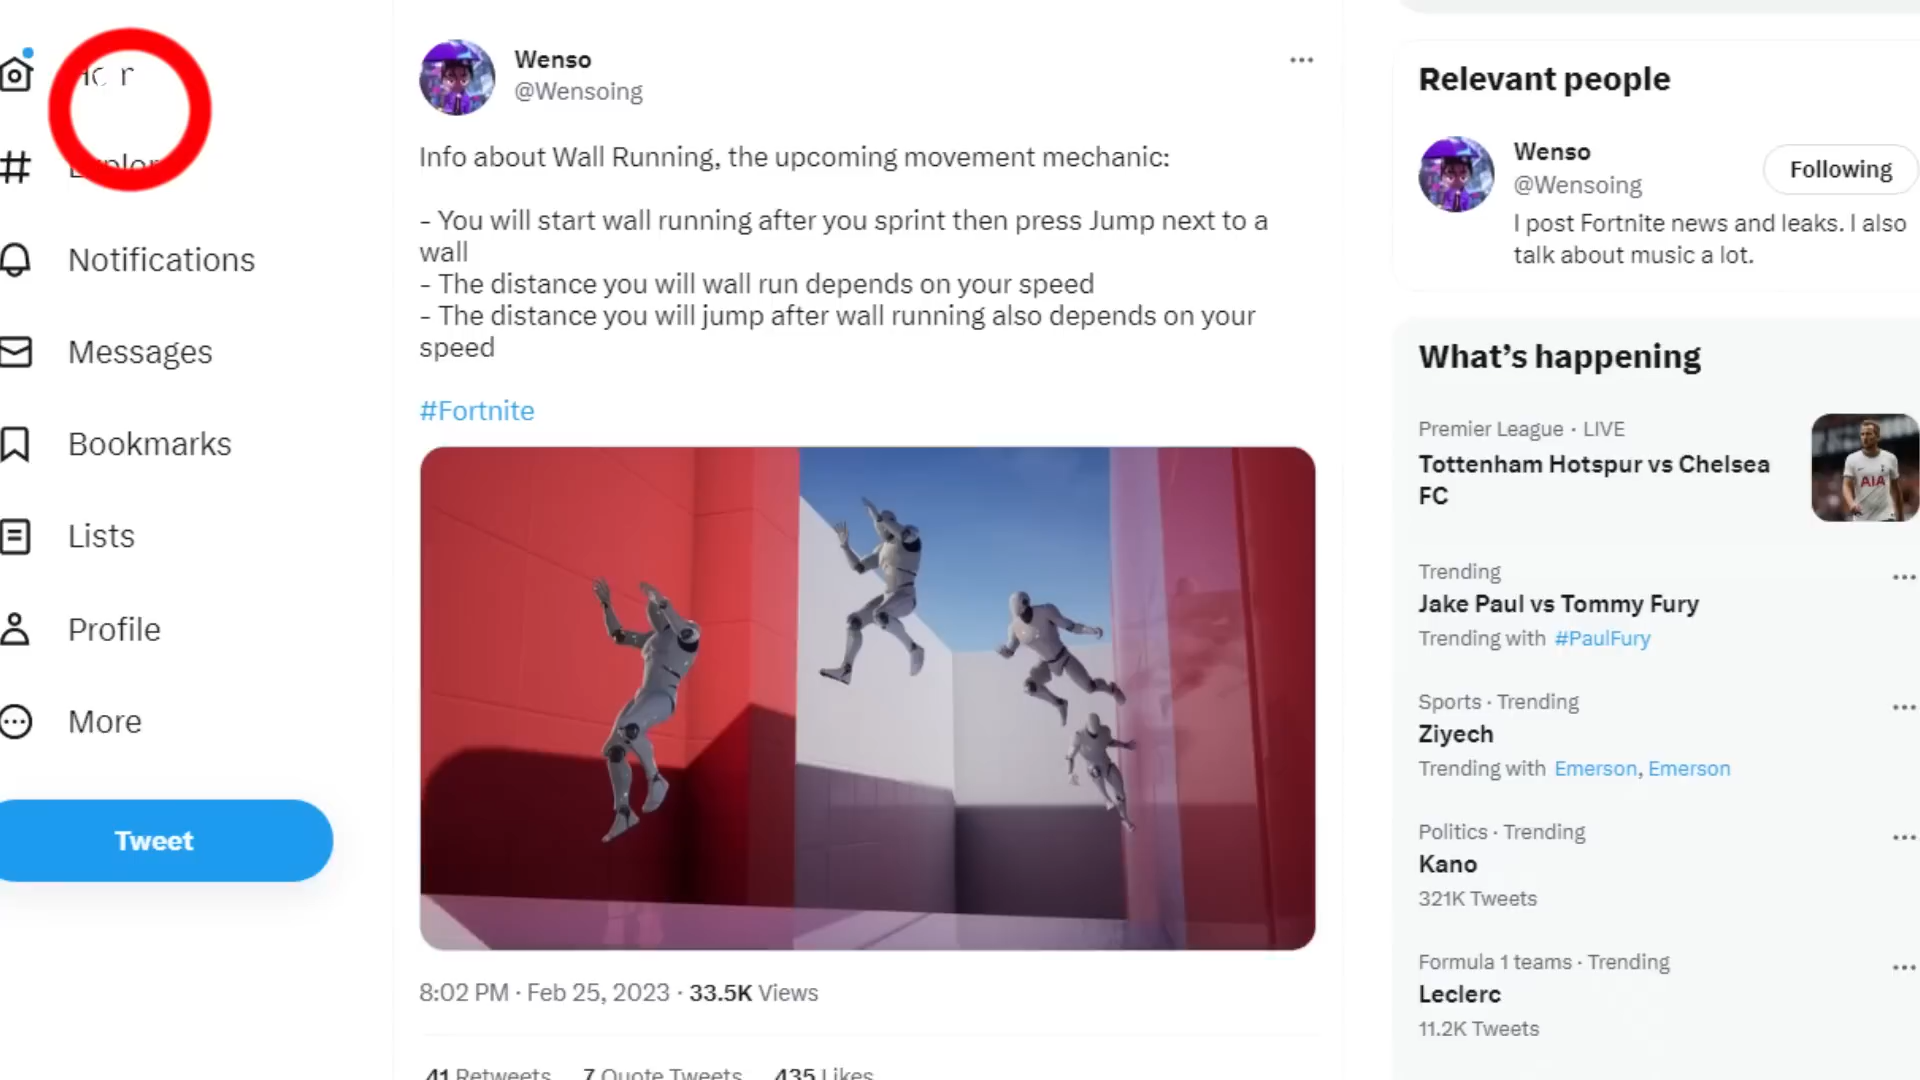 Notifications
Messages
Bookmarks
Lists
Profile
More
Tweet
Wenso
@Wensoing
Info about Wall Running, the upcoming movement mechanic:
- You will start wall running after you sprint then press Jump next to a
wall
- The distance you will wall run depends on your speed
- The distance you will jump after wall running also depends on your
speed
#Fortnite
8:02 PM · Feb 25, 2023 · 33.5K Views
41 Retweets 7 Quote Tweets 435 Likes
Relevant people
Wenso
@Wensoing
Following
I post Fortnite news and leaks. I also
talk about music a lot.
What's happening
Premier League · LIVE
Tottenham Hotspur vs Chelsea
FC
AIA
Trending
Jake Paul vs Tommy Fury
Trending with #PaulFury
Sports · Trending
Ziyech
Trending with Emerson, Emerson
Politics · Trending
Kano
321K Tweets
Formula 1 teams · Trending
Leclerc
11.2K Tweets